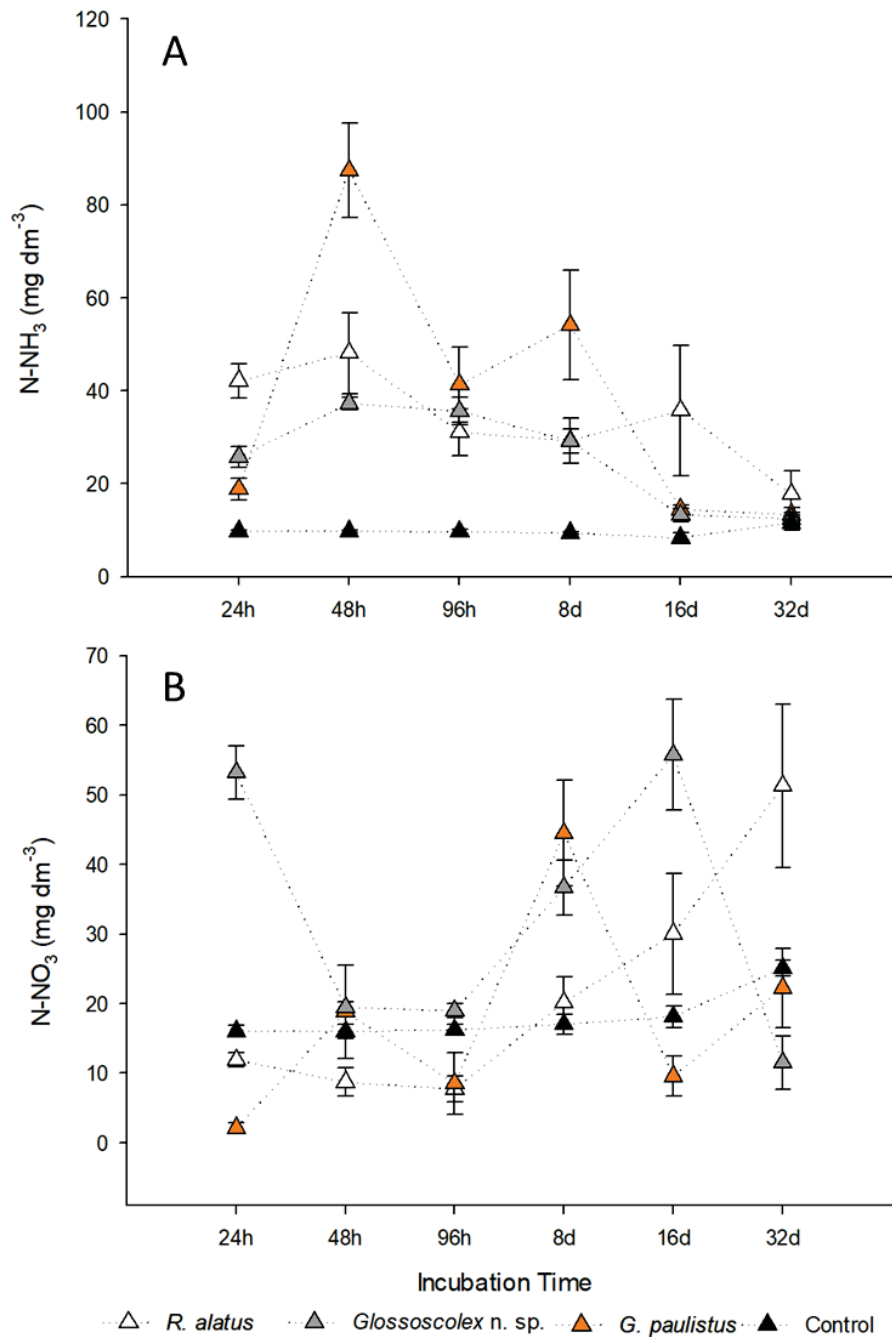 A
120
100
80
60
40
20
0
N-NH3 (mg dm-3)
24h 48h 96h 8d 16d 32d
B
70
60
50
40
30
20
10
0
N-NO3 (mg dm-3)
24h 48h 96h 8d 16d 32d
Incubation Time
R. alatus Glossoscolex n. sp. G. paulistus Control